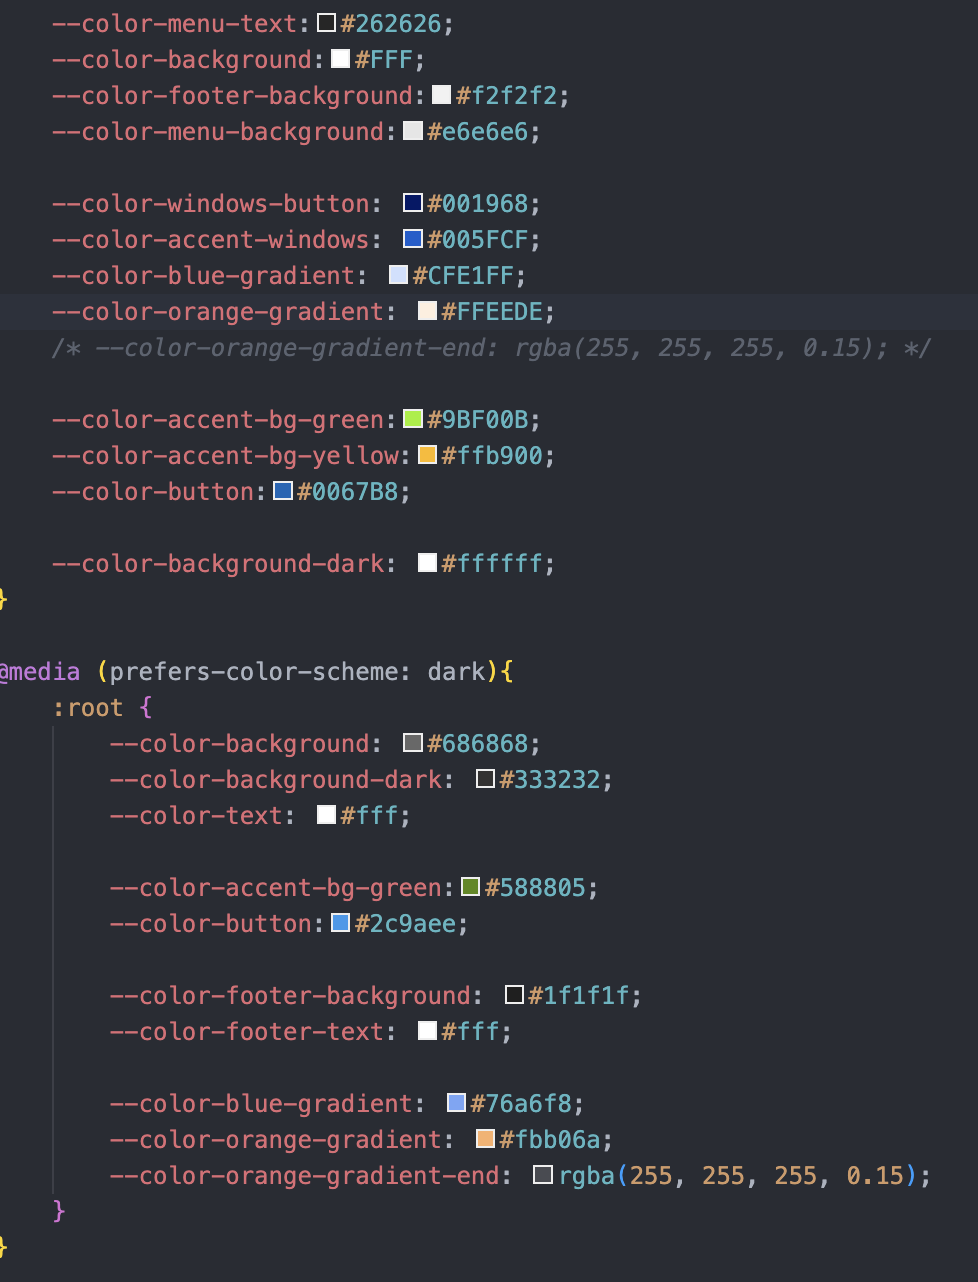 --color-menu-text:#262626;
--color-background:#FFF;
--color-footer-background:#f2f2f2;
--color-menu-background:#e6e6e6;
--color-windows-button: #001968;
--color-accent-windows: #005FCF;
--color-blue-gradient: #CFE1FF;
--color-orange-gradient: #FFEEDE;
/* --color-orange-gradient-end: rgba(255, 255, 255, 0.15); */
--color-accent-bg-green:#9BF00B;
--color-accent-bg-yellow:#ffb900;
--color-button:#0067B8;
--color-background-dark: #ffffff;
}
@media (prefers-color-scheme: dark){
:root {
--color-background: #686868;
--color-background-dark: #333232;
--color-text: #fff;
--color-accent-bg-green:#588805;
--color-button:#2c9aee;
--color-footer-background: #1f1f1f;
--color-footer-text: #fff;
--color-blue-gradient: #76a6f8;
--color-orange-gradient: #fbb06a;
--color-orange-gradient-end: rgba(255, 255, 255, 0.15);
}
}